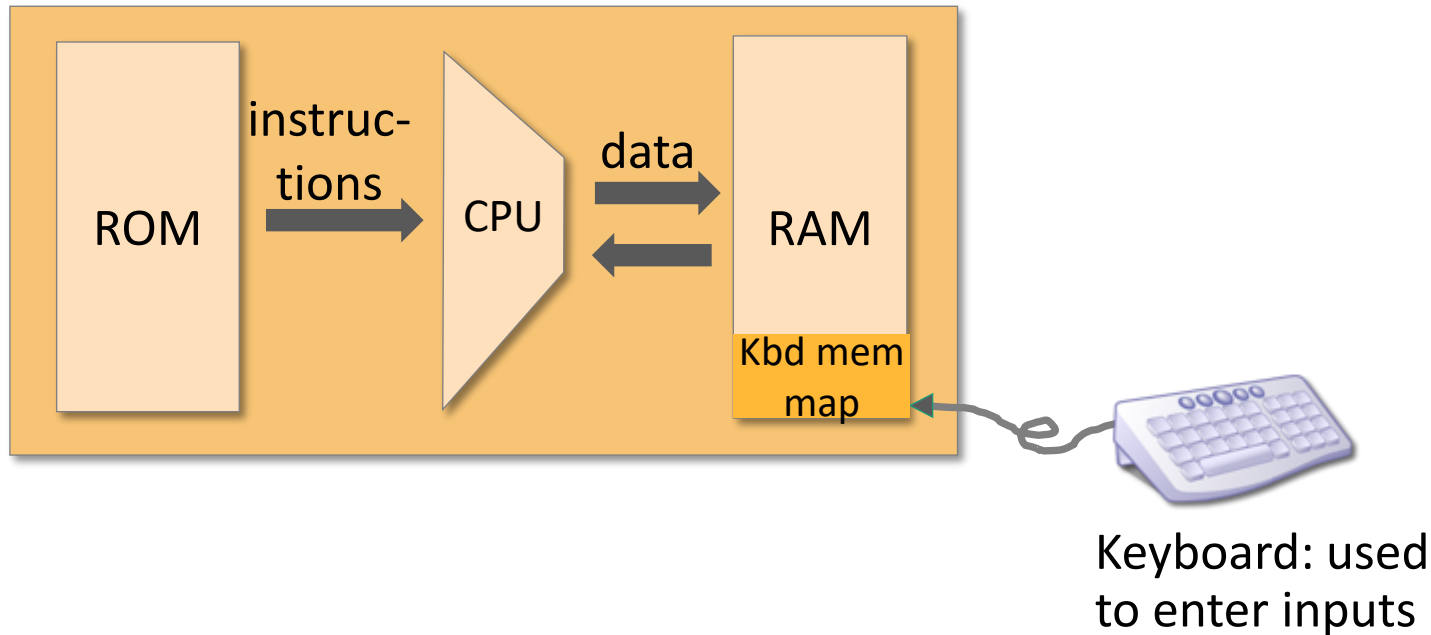 ROM
instruc-
tions
CPU
data
RAM
Kbd mem
map
Keyboard: used
to enter inputs